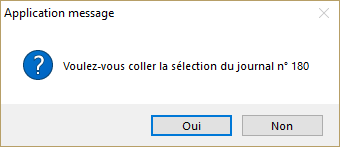 Application message
Voulez-vous coller la sélection du journal n° 180
Oui
Non